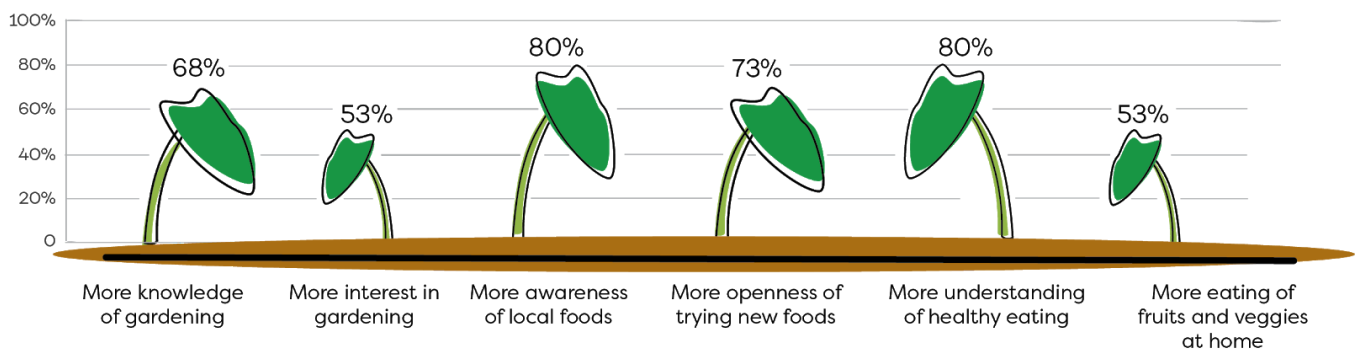 100%
80%
60%
40%
20%
0
68%
53%
80%
73%
80%
53%
More knowledge
of gardening
More interest in
gardening
More awareness
of local foods
More openness of
trying new foods
More understanding
of healthy eating
More eating of
fruits and veggies
at home